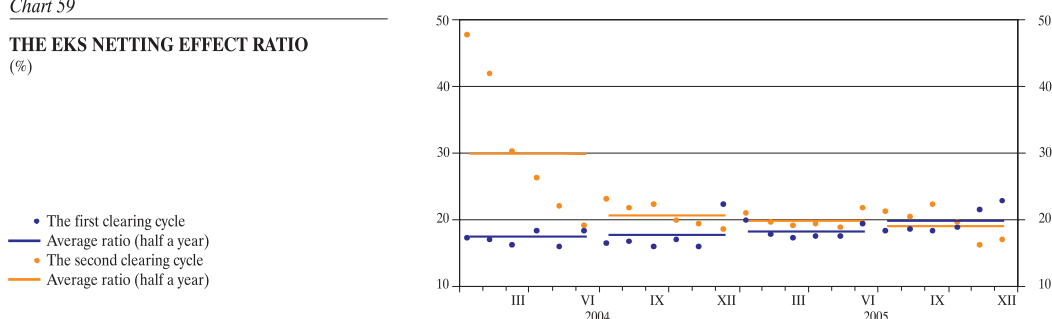 Chart 59
THE EKS NETTING EFFECT RATIO
(%)
The first clearing cycle
Average ratio (half a year)
The second clearing cycle
Average ratio (half a year)
50 50
40 40
30 30
20 20
10 10
III VI IX XII III VI IX XII
2004 2005